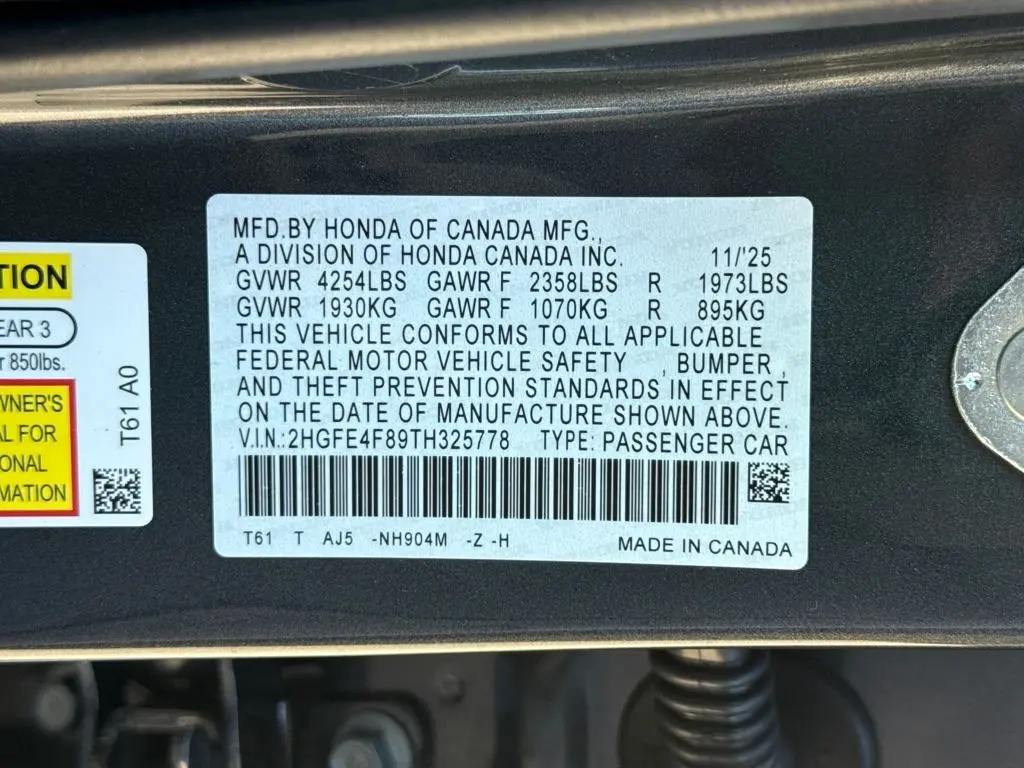 MFD.BY HONDA OF CANADA MFG.,
A DIVISION OF HONDA CANADA INC. 11/'25
GVWR 4254LBS GAWR F 2358LBS R 1973LBS
GVWR 1930KG GAWR F 1070KG R 895KG
THIS VEHICLE CONFORMS TO ALL APPLICABLE
FEDERAL MOTOR VEHICLE SAFETY , BUMPER ,
AND THEFT PREVENTION STANDARDS IN EFFECT
ON THE DATE OF MANUFACTURE SHOWN ABOVE.
V.I.N.:2HGFE4F89TH325778 TYPE: PASSENGER CAR
T61 T AJ5 -NH904M -Z -H MADE IN CANADA
TION
EAR 3
r 850lbs.
WNER'S
AL FOR
ONAL
MATION
T61 A0